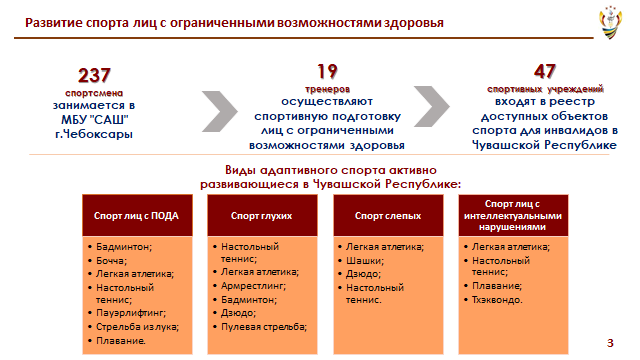 Развитие спорта лиц с ограниченными возможностями здоровья
237
спортсмена
занимается в
МБУ "САШ"
г.Чебоксары
19
тренеров
осуществляют
спортивную подготовку
лиц с ограниченными
возможностями здоровья
47
спортивных учреждений
входят в реестр
доступных объектов
спорта для инвалидов в
Чувашской Республике
Виды адаптивного спорта активно
развивающиеся в Чувашской Республике:
Спорт лиц с ПОДА
• Бадминтон;
• Бочча;
• Легкая атлетика;
• Настольный
теннис;
• Пауэрлифтинг;
• Стрельба из лука;
• Плавание.
Спорт глухих
• Настольный
теннис;
• Легкая атлетика;
• Армрестлинг;
• Бадминтон;
• Дзюдо;
• Пулевая стрельба;
Спорт слепых
• Легкая атлетика;
• Шашки;
• Дзюдо;
• Настольный
теннис.
Спорт лиц с
интеллектуальными
нарушениями
• Легкая атлетика;
• Настольный
теннис;
• Плавание;
• Тхэквондо.
3